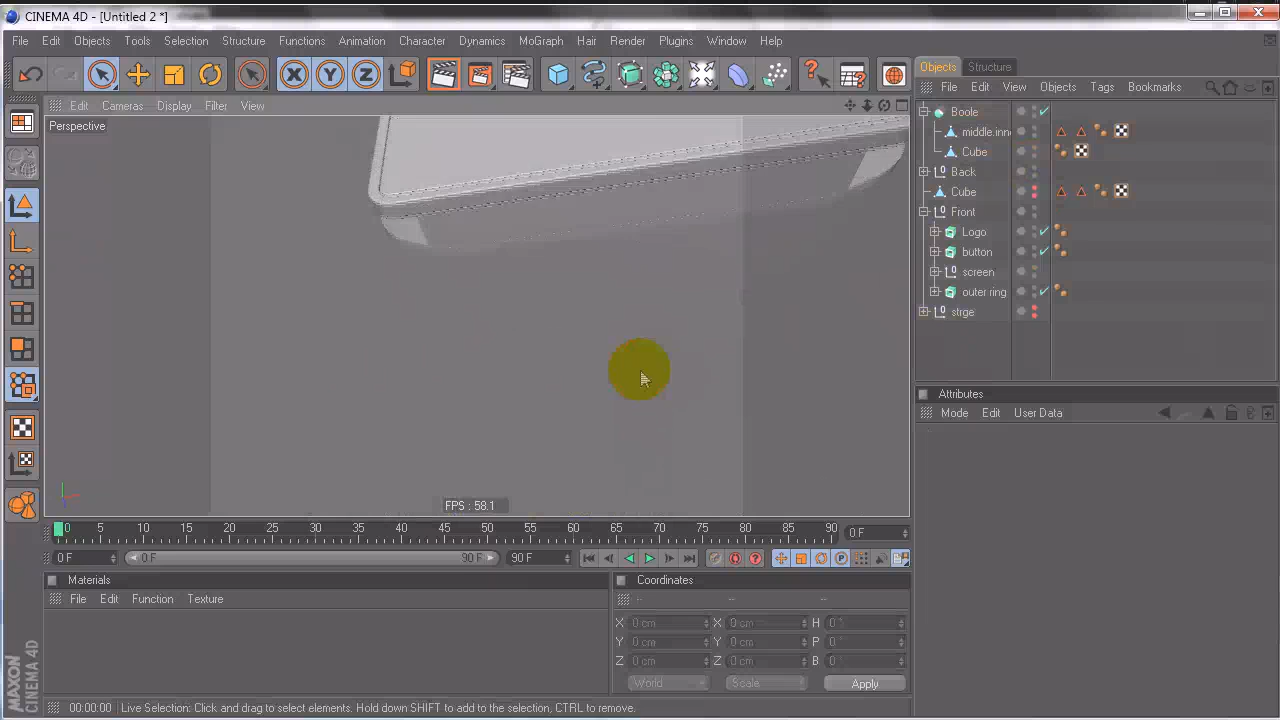 CINEMA 4D - [Untitled 2 *]
File Edit Objects Tools Selection Structure Functions Animation Character Dynamics MoGraph Hair Render Plugins Window Help
X Y Z
Objects Structure
File Edit View Objects Tags Bookmarks
Edit Cameras Display Filter View
Perspective
Boole
middle.inn
Cube
Back
Cube
Front
Logo
button
screen
outer ring
strge
Attributes
Mode Edit User Data
FPS : 58.1
0 5 10 15 20 25 30 35 40 45 50 55 60 65 70 75 80 85 90 0 F
0 F 0 F 90 F 90 F
Materials
File Edit Function Texture
Coordinates
-- -- --
X 0 cm X 0 cm H 0 °
Y 0 cm Y 0 cm P 0 °
Z 0 cm Z 0 cm B 0 °
World Scale Apply
MAXON
CINEMA 4D
00:00:00 Live Selection: Click and drag to select elements. Hold down SHIFT to add to the selection, CTRL to remove.